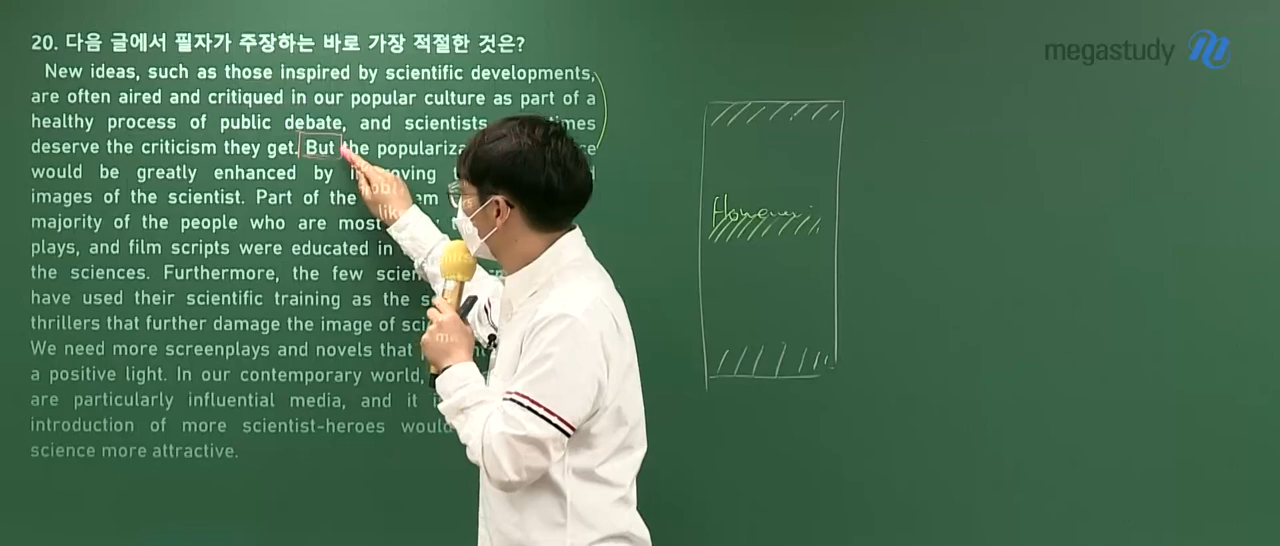 20. 다음 글에서 필자가 주장하는 바로 가장 적절한 것은?
New ideas, such as those inspired by scientific developments,
are often aired and critiqued in our popular culture as part of a
healthy process of public debate, and scientists
deserve the criticism they get. But the
would be greatly enhanced by improving
images of the scientist. Part of the
majority of the people who are most
plays, and film scripts were educated in
the sciences. Furthermore, the few
have used their scientific training as the
thrillers that further damage the image of
We need more screenplays and novels that
a positive light. In our contemporary world,
are particularly influential media, and it
introduction of more scientist-heroes would
science more attractive.
However
megastudy